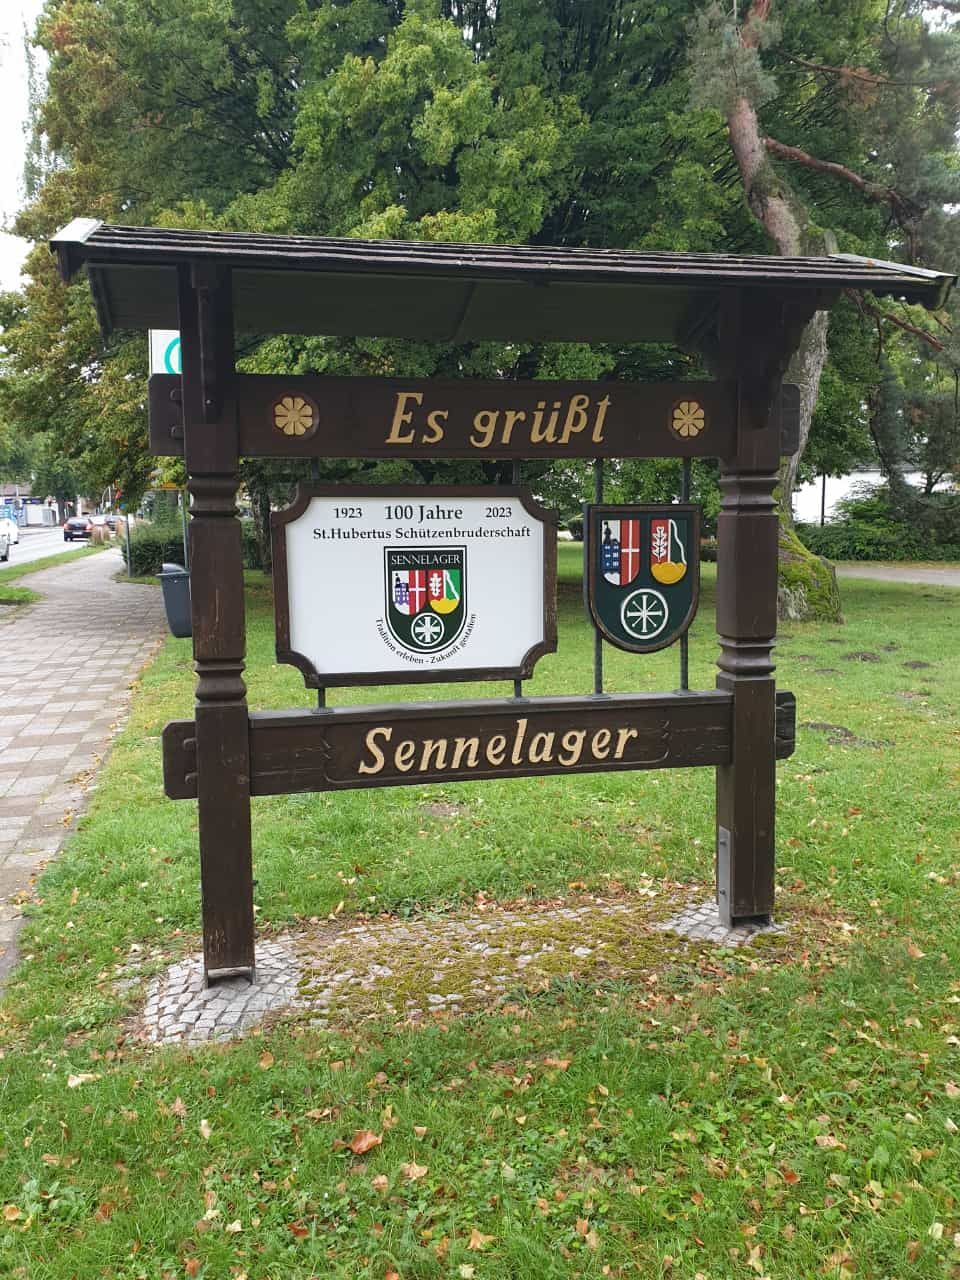 Es grüßt
1923 100 Jahre 2023
St.Hubertus Schützenbruderschaft
SENNELAGER
Tradition erleben - Zukunft gestalten
Sennelager